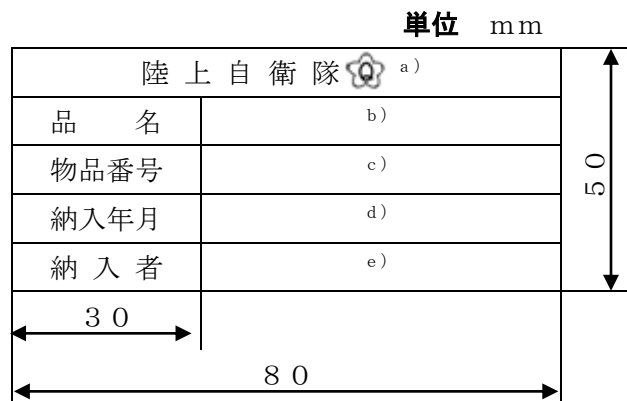 単位 mm
陸上自衛隊 Q a)
品 名 b)
物品番号 c)
納入年月 d)
納入者 e)
50
30
80